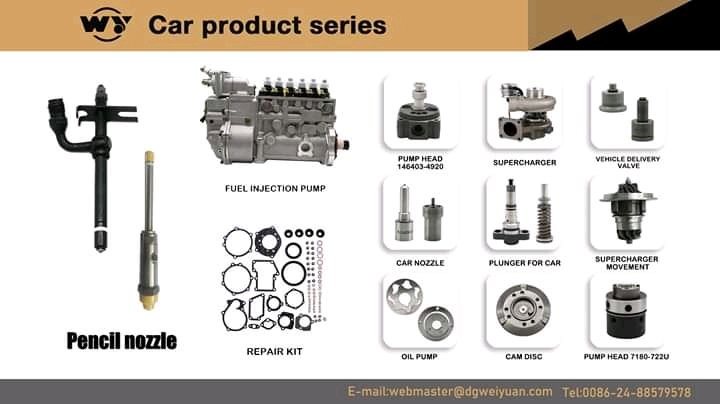 WY Car product series
Pencil nozzle
FUEL INJECTION PUMP
REPAIR KIT
PUMP HEAD
146403-4920
SUPERCHARGER
VEHICLE DELIVERY
VALVE
CAR NOZZLE
PLUNGER FOR CAR
SUPERCHARGER
MOVEMENT
OIL PUMP
CAM DISC
PUMP HEAD 7180-722U
E-mail:webmaster@dgweiyuan.com Tel:0086-24-88579578